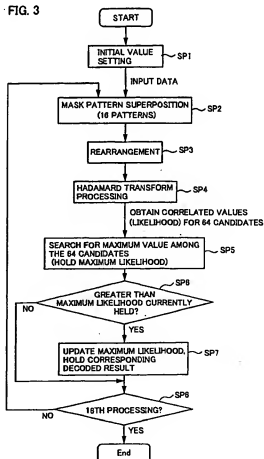 FIG. 3
START
INITIAL VALUE
SETTING
SP1
INPUT DATA
MASK PATTERN SUPERPOSITION
(16 PATTERNS)
SP2
REARRANGEMENT
SP3
HADAMARD TRANSFORM
PROCESSING
SP4
OBTAIN CORRELATED VALUES
(LIKELIHOOD) FOR 64 CANDIDATES
SEARCH FOR MAXIMUM VALUE AMONG
THE 64 CANDIDATES
(HOLD MAXIMUM LIKELIHOOD)
SP5
SP6
GREATER THAN
MAXIMUM LIKELIHOOD CURRENTLY
HELD?
NO
YES
UPDATE MAXIMUM LIKELIHOOD,
HOLD CORRESPONDING
DECODED RESULT
SP7
SP8
16TH PROCESSING?
NO
YES
End